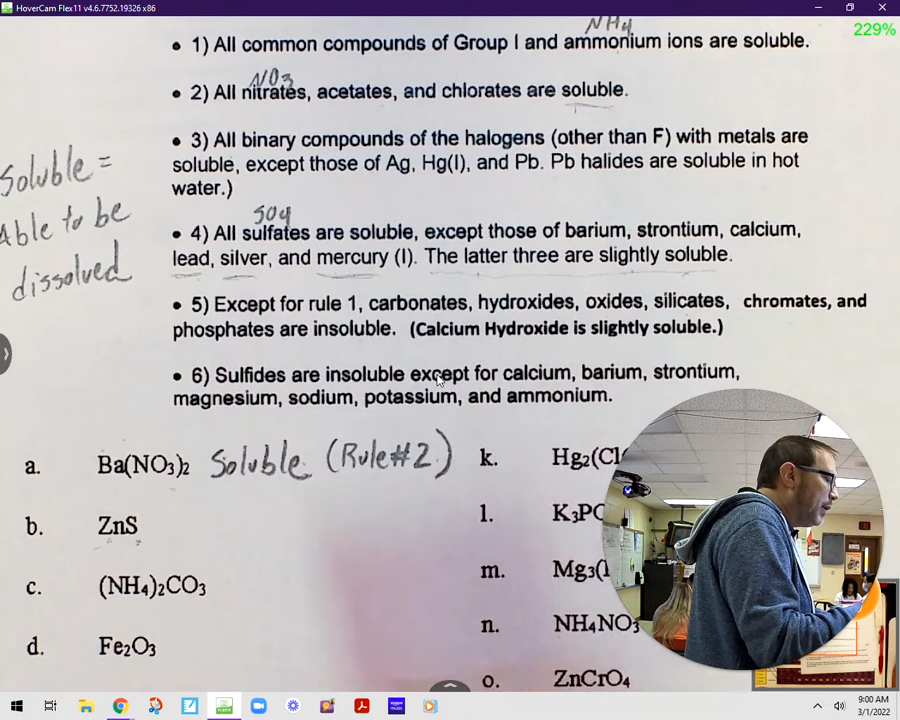 HoverCam Flex11 v4.6.7752.19326 x86
229%
NH4
• 1) All common compounds of Group I and ammonium ions are soluble.
NO3
• 2) All nitrates, acetates, and chlorates are soluble.
• 3) All binary compounds of the halogens (other than F) with metals are
soluble, except those of Ag, Hg(I), and Pb. Pb halides are soluble in hot
water.)
Soluble =
Able to be
dissolved
SO4
• 4) All sulfates are soluble, except those of barium, strontium, calcium,
lead, silver, and mercury (I). The latter three are slightly soluble.
• 5) Except for rule 1, carbonates, hydroxides, oxides, silicates, chromates, and
phosphates are insoluble. (Calcium Hydroxide is slightly soluble.)
• 6) Sulfides are insoluble except for calcium, barium, strontium,
magnesium, sodium, potassium, and ammonium.
a. Ba(NO3)2 Soluble (Rule#2)
b. ZnS
c. (NH4)2CO3
d. Fe2O3
k. Hg2(Cl
l. K3PO
m. Mg3(
n. NH4NO3
o. ZnCrO4
9:00 AM
3/1/2022